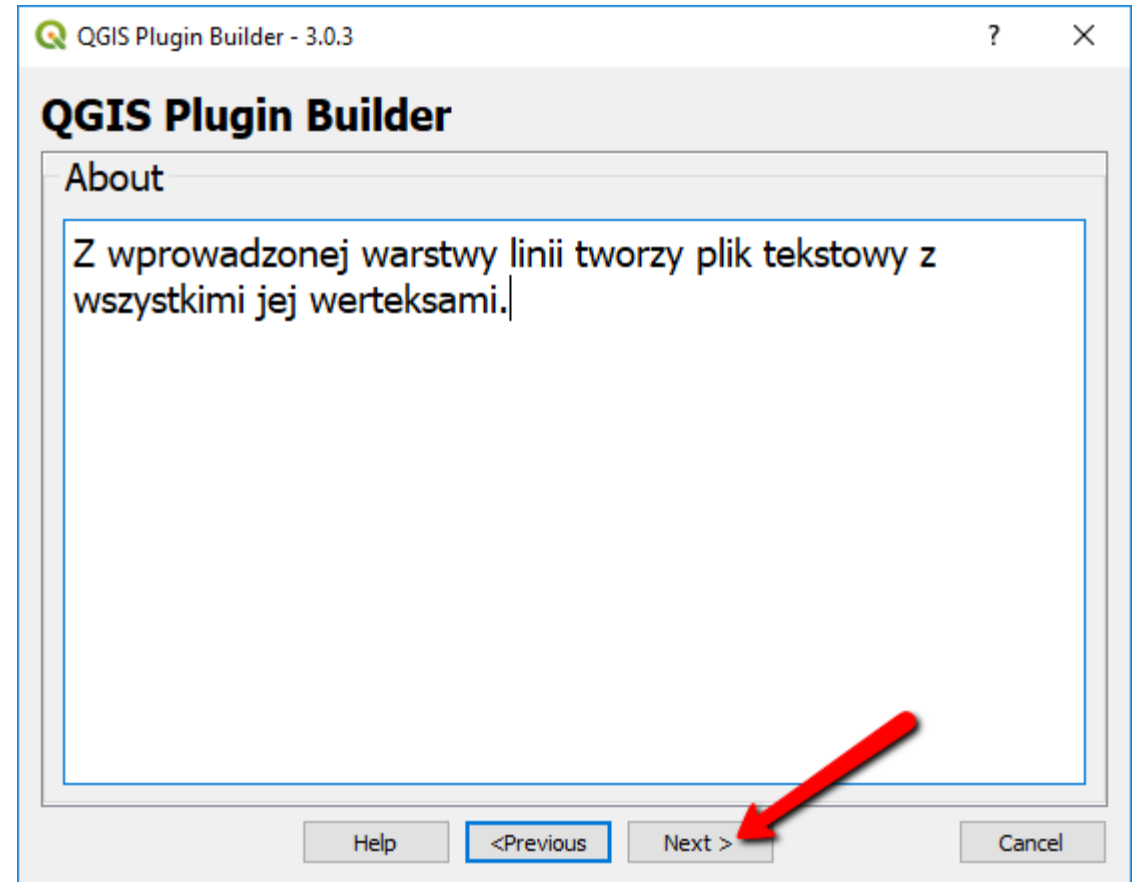 QGIS Plugin Builder - 3.0.3
?
QGIS Plugin Builder
About
Z wprowadzonej warstwy linii tworzy plik tekstowy z
wszystkimi jej werteksami.
Help
<Previous
Next >
Cancel